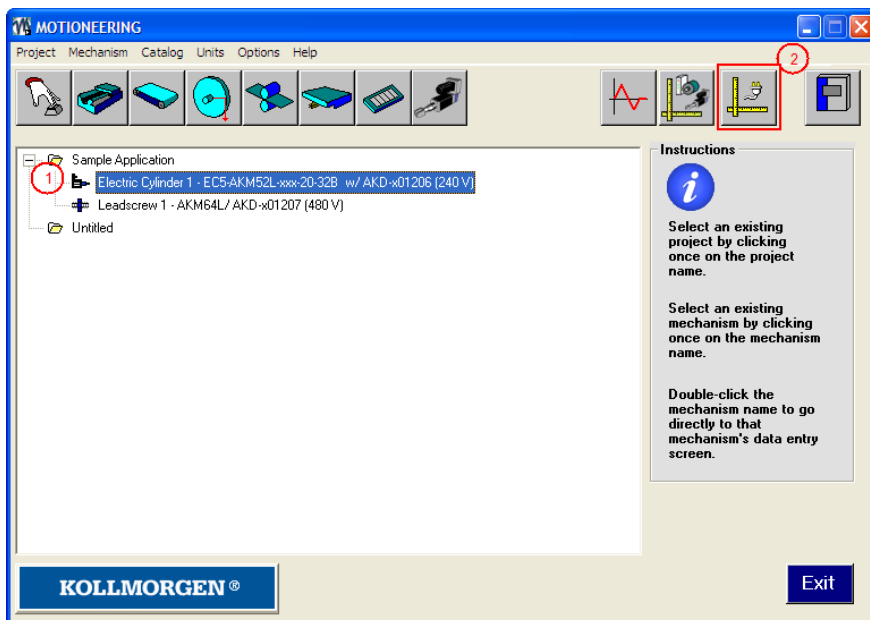 MOTIONEERING
Project Mechanism Catalog Units Options Help
2
Sample Application
1
Electric Cylinder 1 - EC5-AKM52L-xxx-20-32B w/ AKD-x01206 (240 V)
Leadscrew 1 - AKM64L/ AKD-x01207 (480 V)
Untitled
Instructions
i
Select an existing
project by clicking
once on the project
name.
Select an existing
mechanism by clicking
once on the mechanism
name.
Double-click the
mechanism name to go
directly to that
mechanism's data entry
screen.
KOLLMORGEN ®
Exit